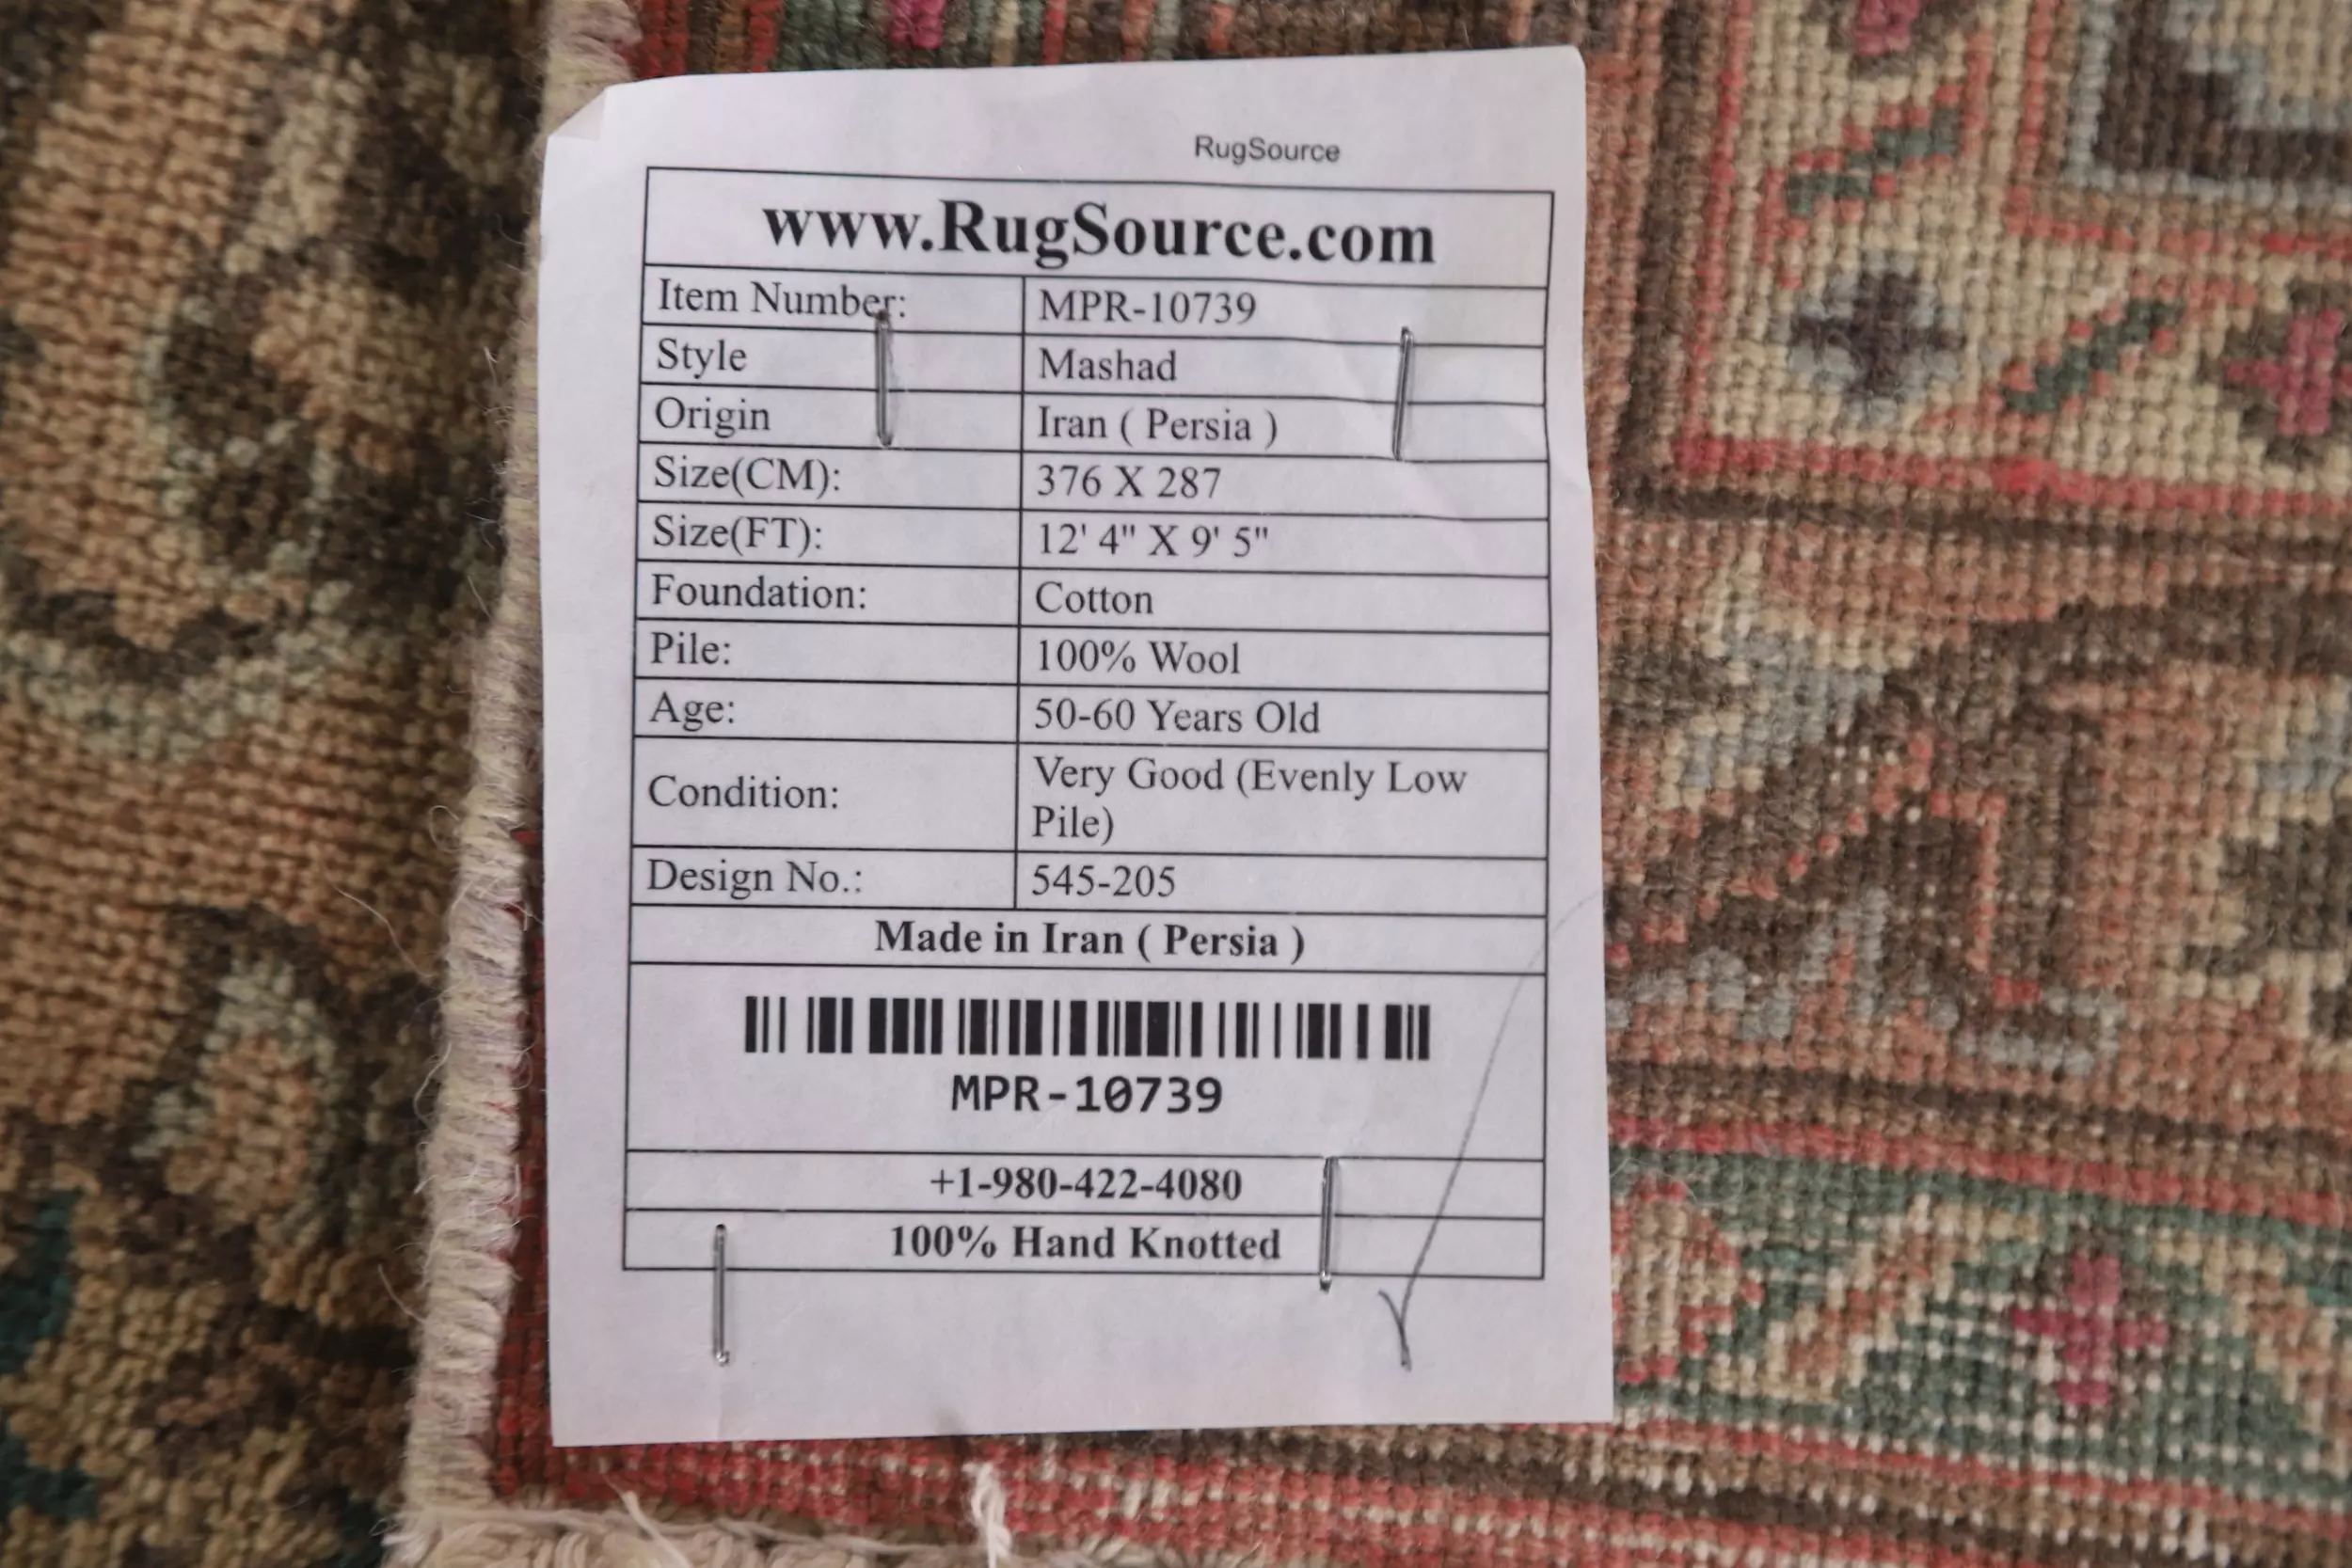 RugSource
www.RugSource.com
Item Number: MPR-10739
Style Mashad
Origin Iran ( Persia )
Size(CM): 376 X 287
Size(FT): 12' 4" X 9' 5"
Foundation: Cotton
Pile: 100% Wool
Age: 50-60 Years Old
Condition: Very Good (Evenly Low
Pile)
Design No.: 545-205
Made in Iran ( Persia )
MPR-10739
+1-980-422-4080
100% Hand Knotted